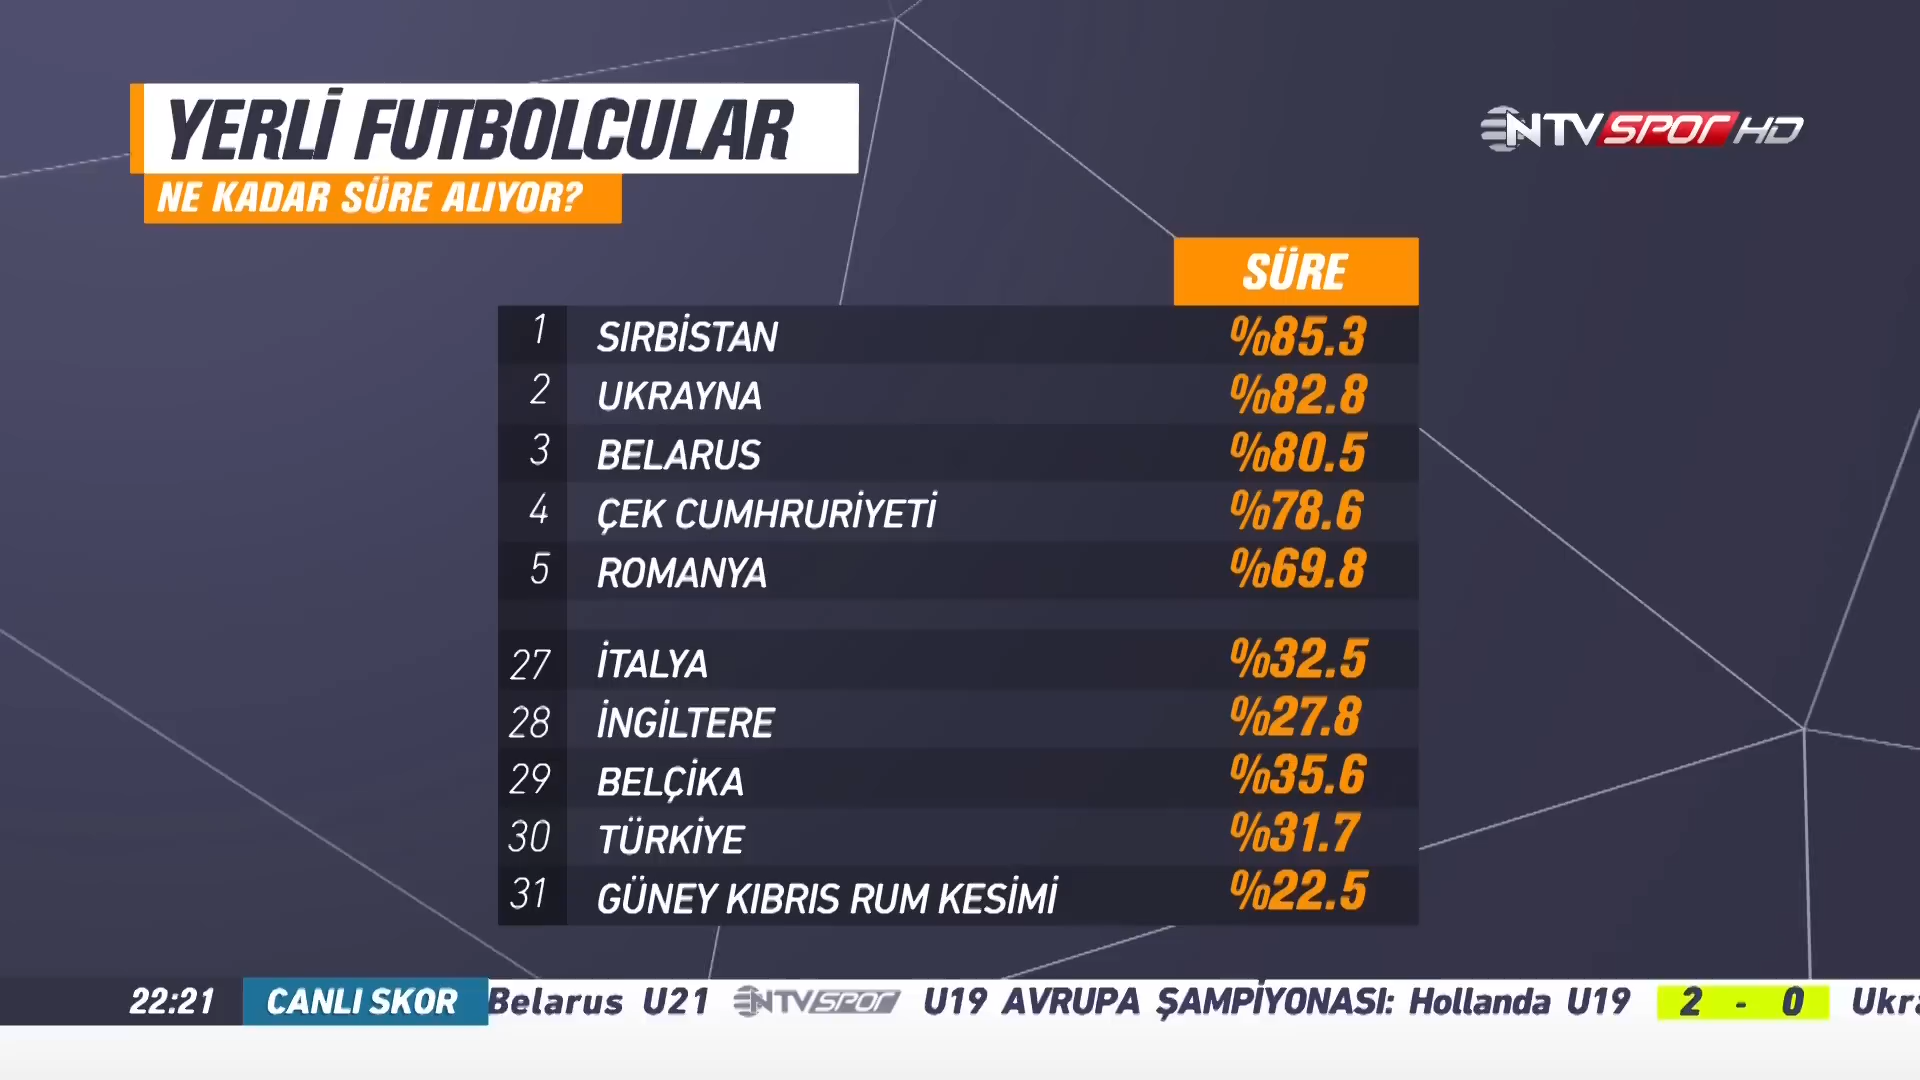 YERLİ FUTBOLCULAR
NTVSPOR HD
NE KADAR SÜRE ALIYOR?
SÜRE
1 SIRBİSTAN %85.3
2 UKRAYNA %82.8
3 BELARUS %80.5
4 ÇEK CUMHRURİYETİ %78.6
5 ROMANYA %69.8
27 İTALYA %32.5
28 İNGİLTERE %27.8
29 BELÇİKA %35.6
30 TÜRKİYE %31.7
31 GÜNEY KIBRIS RUM KESİMİ %22.5
22:21 CANLI SKOR Belarus U21 NTVSPOR U19 AVRUPA ŞAMPİYONASI: Hollanda U19 2 - 0 Ukra